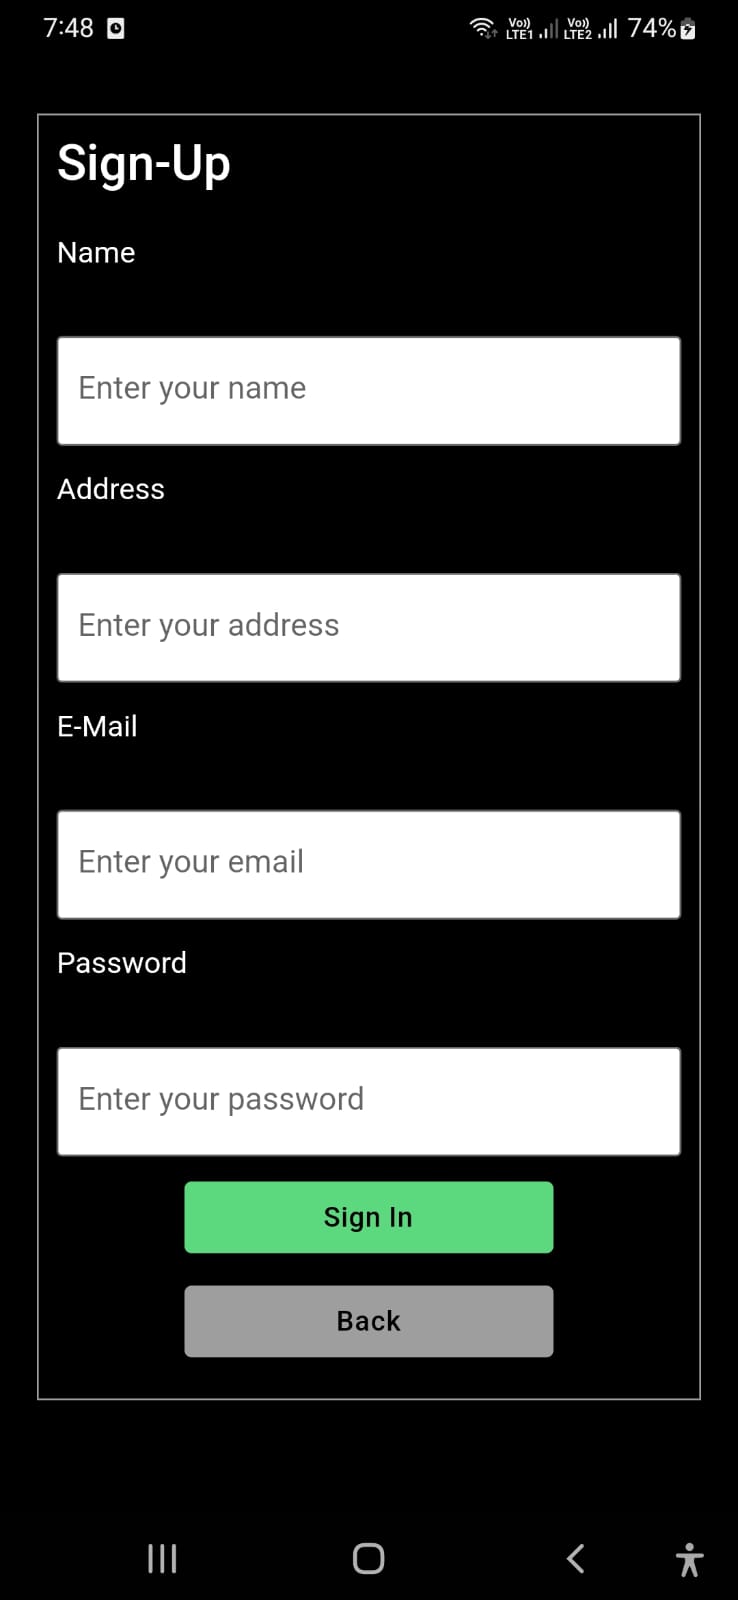 7:48 Vo)) LTE1 Vo)) LTE2 74%
Sign-Up
Name
Enter your name
Address
Enter your address
E-Mail
Enter your email
Password
Enter your password
Sign In
Back